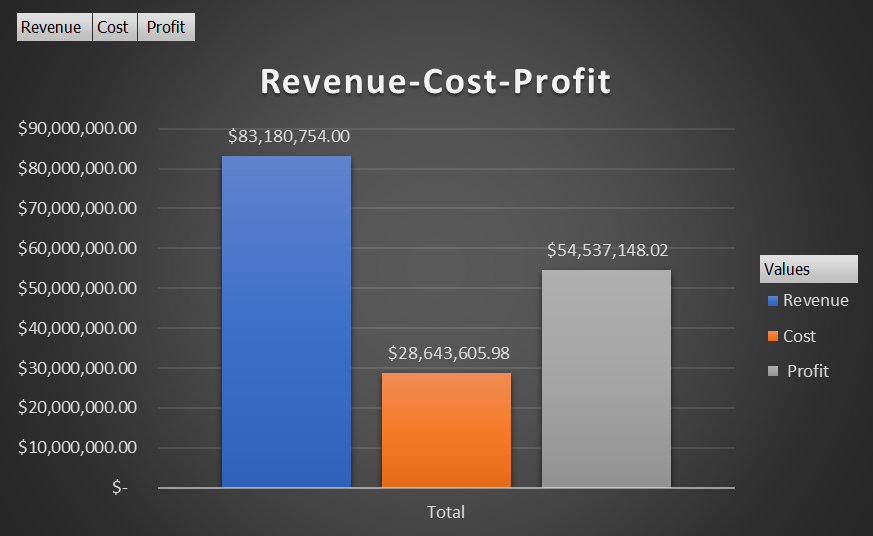 Revenue Cost Profit
Revenue-Cost-Profit
$90,000,000.00
$83,180,754.00
$80,000,000.00
$70,000,000.00
$60,000,000.00
$54,537,148.02
$50,000,000.00
$40,000,000.00
$30,000,000.00
$28,643,605.98
$20,000,000.00
$10,000,000.00
$-
Total
Values
Revenue
Cost
Profit